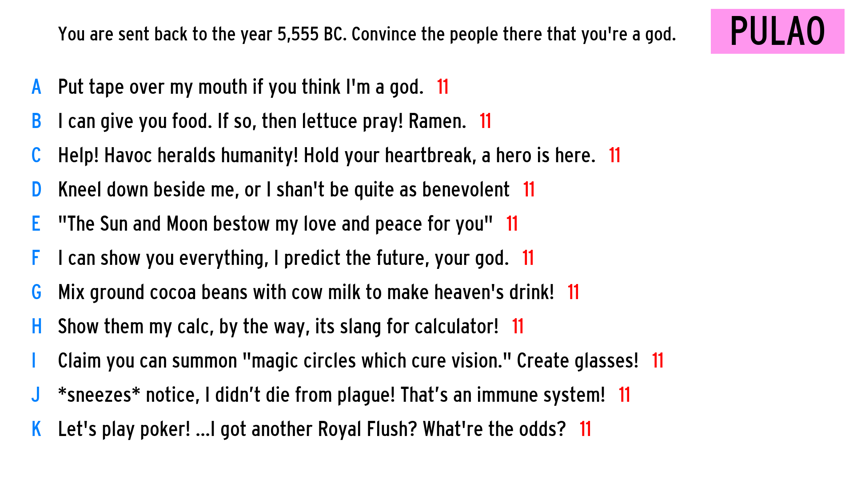 You are sent back to the year 5,555 BC. Convince the people there that you're a god.
PULAO
A Put tape over my mouth if you think I'm a god. 11
B I can give you food. If so, then lettuce pray! Ramen. 11
C Help! Havoc heralds humanity! Hold your heartbreak, a hero is here. 11
D Kneel down beside me, or I shan't be quite as benevolent 11
E "The Sun and Moon bestow my love and peace for you" 11
F I can show you everything, I predict the future, your god. 11
G Mix ground cocoa beans with cow milk to make heaven's drink! 11
H Show them my calc, by the way, its slang for calculator! 11
I Claim you can summon "magic circles which cure vision." Create glasses! 11
J *sneezes* notice, I didn’t die from plague! That’s an immune system! 11
K Let's play poker! ...I got another Royal Flush? What're the odds? 11